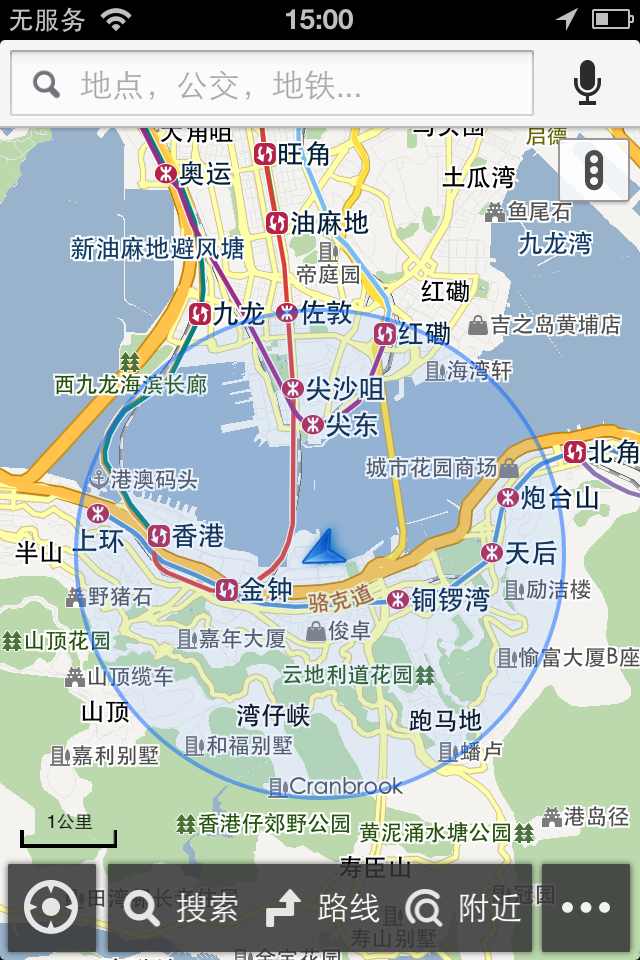 无服务
15:00
地点，公交，地铁...
大角咀
马头围
启德
奥运
旺角
土瓜湾
油麻地
鱼尾石
新油麻地避风塘
九龙湾
帝庭园
红磡
九龙
佐敦
吉之岛黄埔店
红磡
海湾轩
西九龙海滨长廊
尖沙咀
尖东
北角
城市花园商场
港澳码头
炮台山
上环
香港
半山
天后
金钟
励洁楼
野猪石
骆克道
铜锣湾
山顶花园
嘉年大厦
俊卓
愉富大厦B座
山顶缆车
云地利道花园
山顶
湾仔峡
跑马地
嘉利别墅
和福别墅
蟠卢
Cranbrook
1公里
香港仔郊野公园
黄泥涌水塘公园
港岛径
寿臣山
搜索
路线
附近
寿山别墅